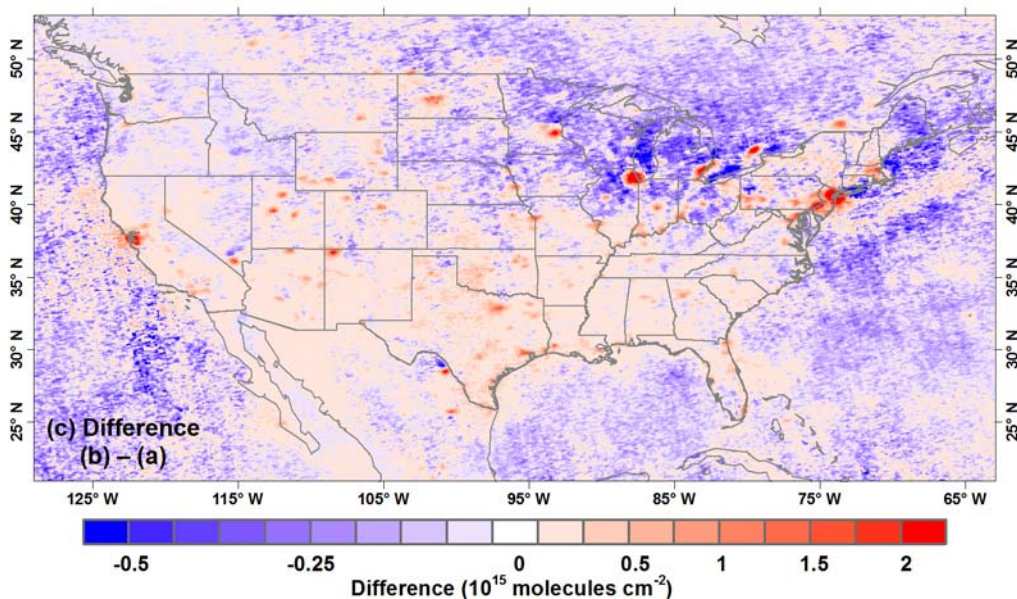 50° N
45° N
40° N
35° N
30° N
25° N
50° N
45° N
40° N
35° N
30° N
25° N
(c) Difference
(b) – (a)
125° W 115° W 105° W 95° W 85° W 75° W 65° W
-0.5 -0.25 0 0.5 1 1.5 2
Difference (10¹⁵ molecules cm⁻²)